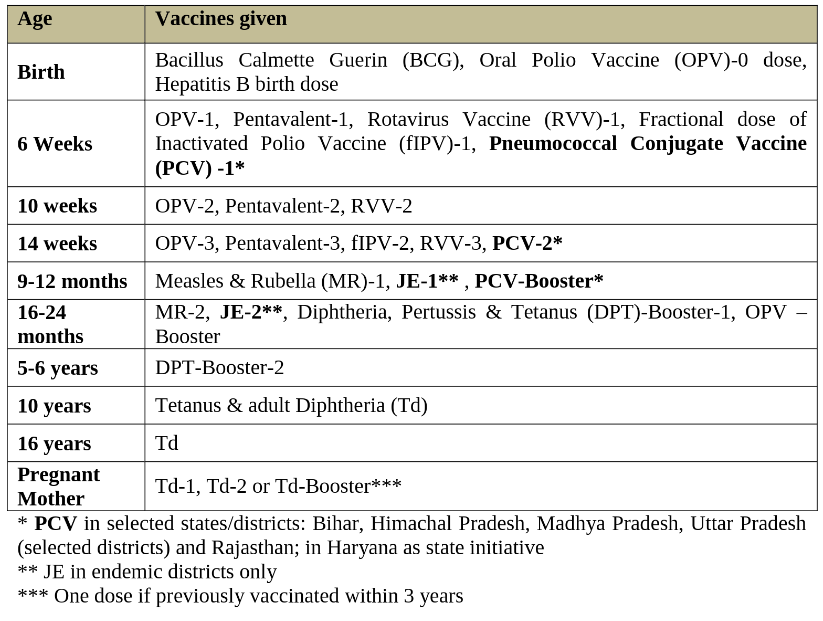 Age Vaccines given
Birth Bacillus Calmette Guerin (BCG), Oral Polio Vaccine (OPV)-0 dose,
Hepatitis B birth dose
6 Weeks OPV-1, Pentavalent-1, Rotavirus Vaccine (RVV)-1, Fractional dose of
Inactivated Polio Vaccine (fIPV)-1, Pneumococcal Conjugate Vaccine
(PCV) -1*
10 weeks OPV-2, Pentavalent-2, RVV-2
14 weeks OPV-3, Pentavalent-3, fIPV-2, RVV-3, PCV-2*
9-12 months Measles & Rubella (MR)-1, JE-1** , PCV-Booster*
16-24
months
MR-2, JE-2**, Diphtheria, Pertussis & Tetanus (DPT)-Booster-1, OPV –
Booster
5-6 years DPT-Booster-2
10 years Tetanus & adult Diphtheria (Td)
16 years Td
Pregnant
Mother
Td-1, Td-2 or Td-Booster***
* PCV in selected states/districts: Bihar, Himachal Pradesh, Madhya Pradesh, Uttar Pradesh
(selected districts) and Rajasthan; in Haryana as state initiative
** JE in endemic districts only
*** One dose if previously vaccinated within 3 years